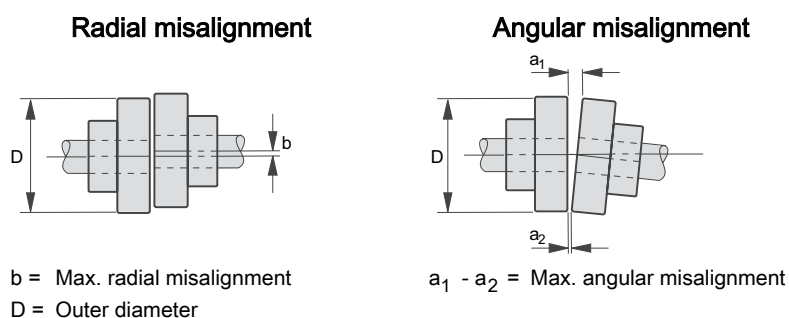 Radial misalignment
D
b
b = Max. radial misalignment
D = Outer diameter
Angular misalignment
a1
D
a2
a1 - a2 = Max. angular misalignment